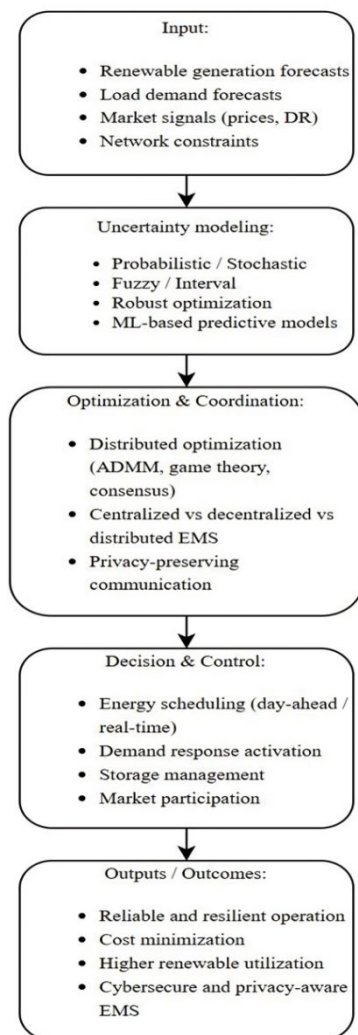 Input:
• Renewable generation forecasts
• Load demand forecasts
• Market signals (prices, DR)
• Network constraints
Uncertainty modeling:
• Probabilistic / Stochastic
• Fuzzy / Interval
• Robust optimization
• ML-based predictive models
Optimization & Coordination:
• Distributed optimization
(ADMM, game theory,
consensus)
• Centralized vs decentralized vs
distributed EMS
• Privacy-preserving
communication
Decision & Control:
• Energy scheduling (day-ahead /
real-time)
• Demand response activation
• Storage management
• Market participation
Outputs / Outcomes:
• Reliable and resilient operation
• Cost minimization
• Higher renewable utilization
• Cybersecure and privacy-aware
EMS